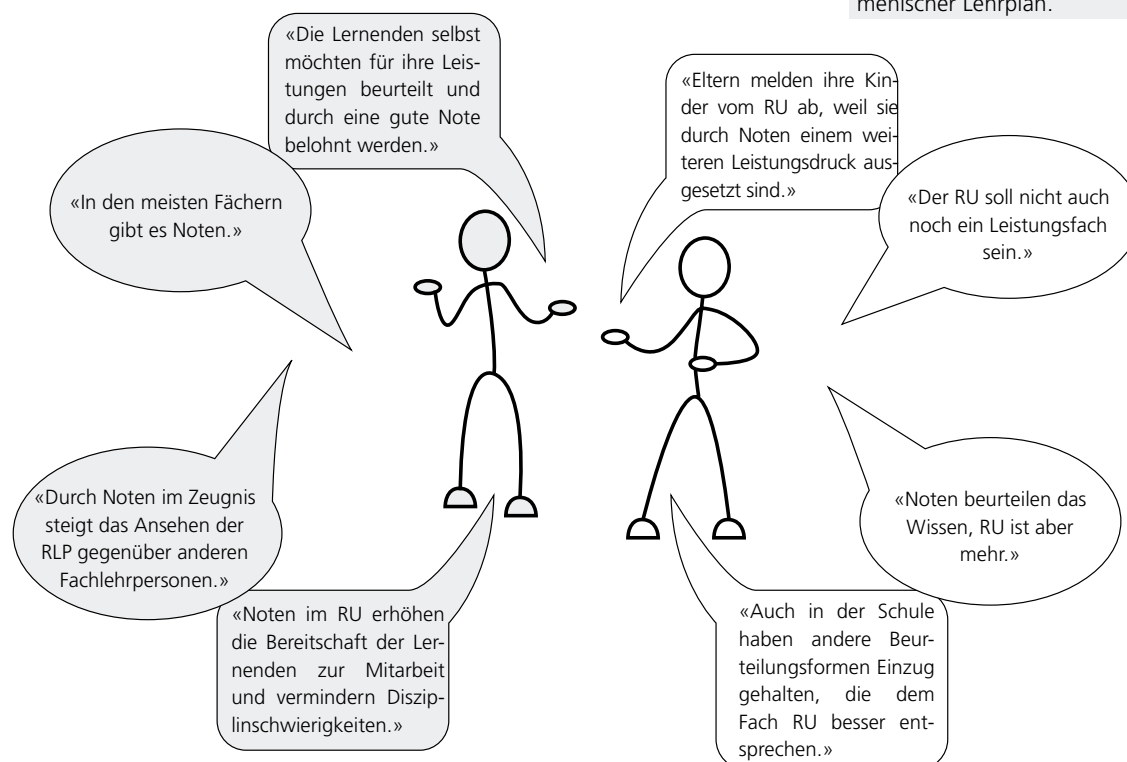 menischer Lehrplan.
«Die Lernenden selbst
möchten für ihre Leis-
tungen beurteilt und
durch eine gute Note
belohnt werden.»
«Eltern melden ihre Kin-
der vom RU ab, weil sie
durch Noten einem wei-
teren Leistungsdruck aus-
gesetzt sind.»
«In den meisten Fächern
gibt es Noten.»
«Der RU soll nicht auch
noch ein Leistungsfach
sein.»
«Durch Noten im Zeugnis
steigt das Ansehen der
RLP gegenüber anderen
Fachlehrpersonen.»
«Noten beurteilen das
Wissen, RU ist aber
mehr.»
«Noten im RU erhöhen
die Bereitschaft der Ler-
nenden zur Mitarbeit
und vermindern Diszip-
linschwierigkeiten.»
«Auch in der Schule
haben andere Beur-
teilungsformen Einzug
gehalten, die dem
Fach RU besser ent-
sprechen.»